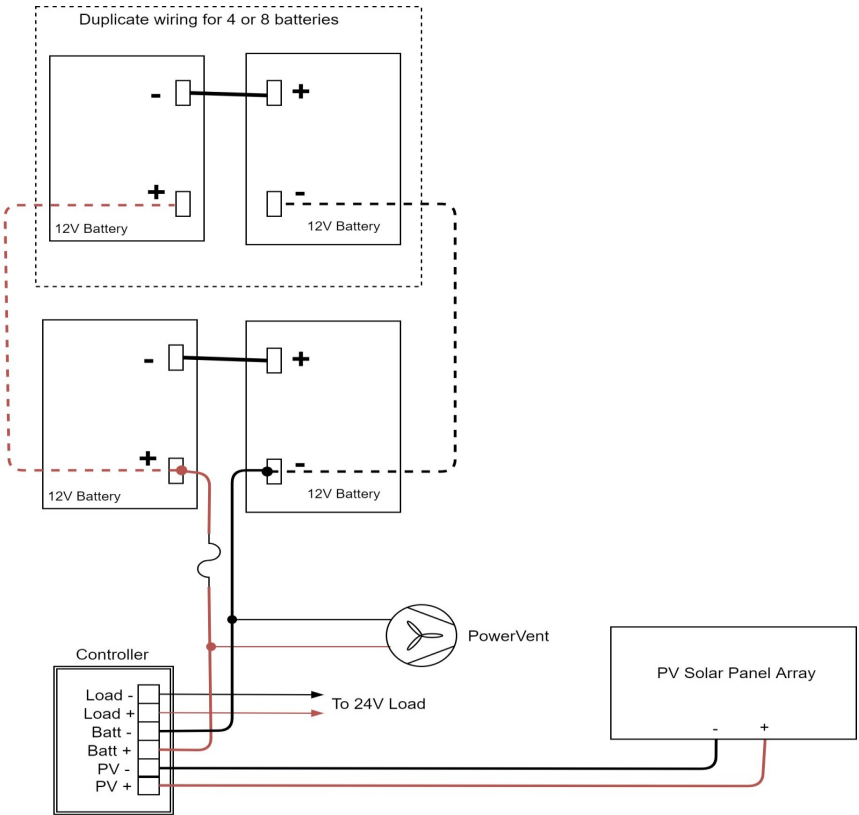 Duplicate wiring for 4 or 8 batteries
- +
+ -
12V Battery 12V Battery
- +
+ -
12V Battery 12V Battery
PowerVent
Controller
PV Solar Panel Array
Load -
To 24V Load
Load +
- +
Batt -
Batt +
PV -
PV +